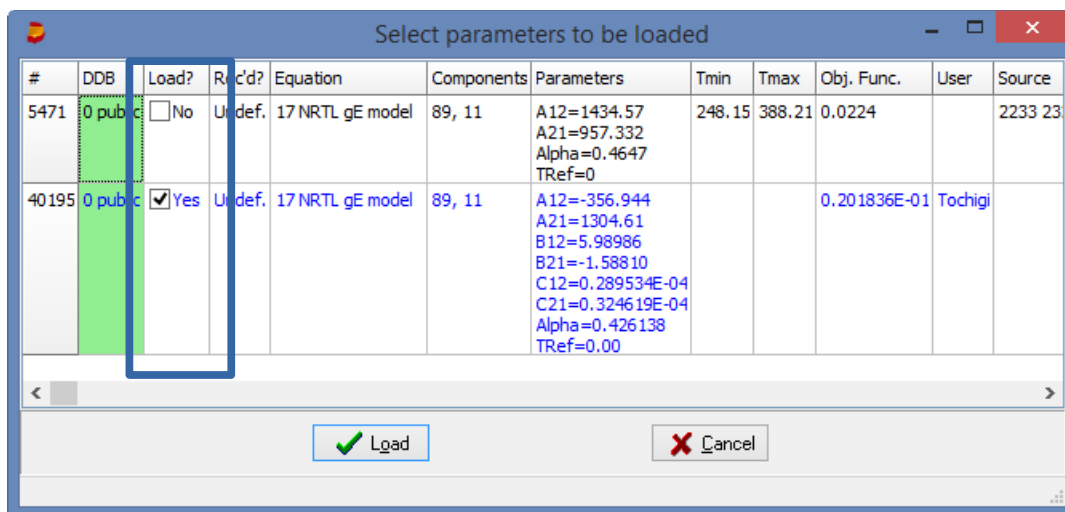 Select parameters to be loaded
# DDB Load? Rec'd? Equation Components Parameters Tmin Tmax Obj. Func. User Source
5471 0 public No Undef. 17 NRTL gE model 89, 11 A12=1434.57 248.15 388.21 0.0224 2233 23
A21=957.332
Alpha=0.4647
TRef=0
40195 0 public Yes Undef. 17 NRTL gE model 89, 11 A12=-356.944 0.201836E-01 Tochigi
A21=1304.61
B12=5.98986
B21=-1.58810
C12=0.289534E-04
C21=0.324619E-04
Alpha=0.426138
TRef=0.00
Load Cancel